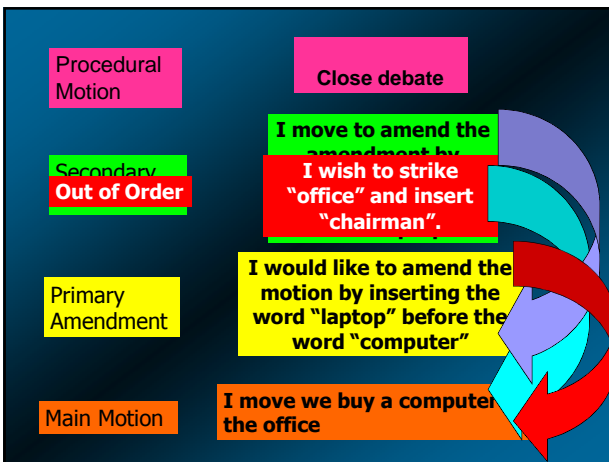 Procedural
Motion
Close debate
I move to amend the
amendment by
Secondary
Out of Order
I wish to strike
“office” and insert
“chairman”.
I would like to amend the
motion by inserting the
word “laptop” before the
word “computer”
Primary
Amendment
I move we buy a computer
the office
Main Motion